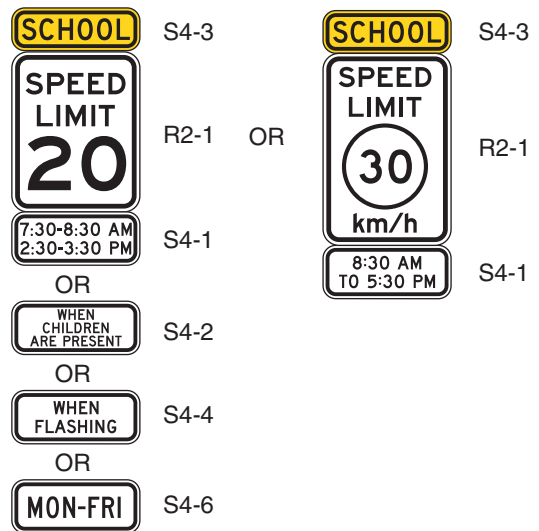 SCHOOL S4-3
SPEED
LIMIT
20
R2-1
7:30-8:30 AM
2:30-3:30 PM
S4-1
OR
WHEN
CHILDREN
ARE PRESENT
S4-2
OR
WHEN
FLASHING
S4-4
OR
MON-FRI S4-6
OR
SCHOOL S4-3
SPEED
LIMIT
30
km/h
R2-1
8:30 AM
TO 5:30 PM
S4-1